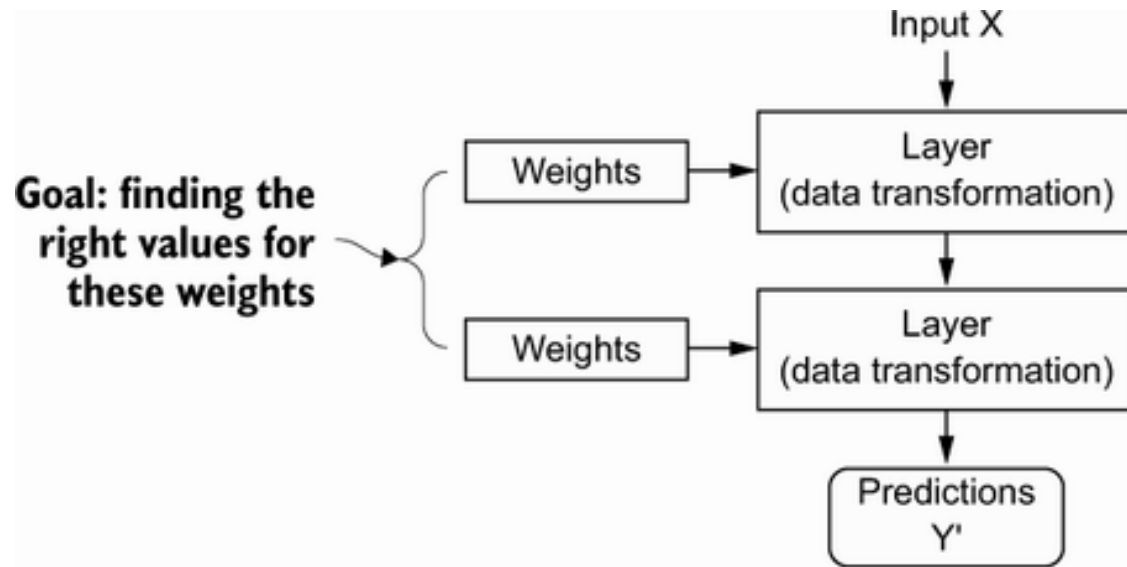 Input X
Layer
(data transformation)
Weights
Goal: finding the
right values for
these weights
Layer
(data transformation)
Weights
Predictions
Y'